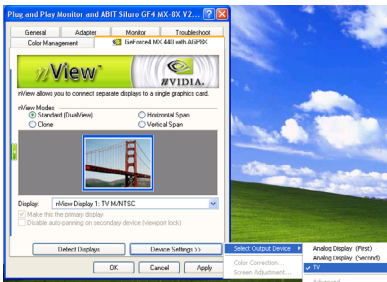 Plug and Play Monitor and ABIT Siluro GF4 MX-8X V2...
General Adapter Monitor Troubleshoot
Color Management GeForce4 MX 440 with AGP8X
nView™
nVIDIA.
nView allows you to connect separate displays to a single graphics card.
nView Modes
Standard (DualView) Horizontal Span
Clone Vertical Span
Display: nView Display 1: TV M/NTSC
Make this the primary display
Disable auto-panning on secondary device (viewport lock)
Detect Displays Device Settings >>
OK Cancel Apply
Select Output Device
Color Correction...
Screen Adjustment...
Analog Display (First)
Analog Display (Second)
TV
Advanced